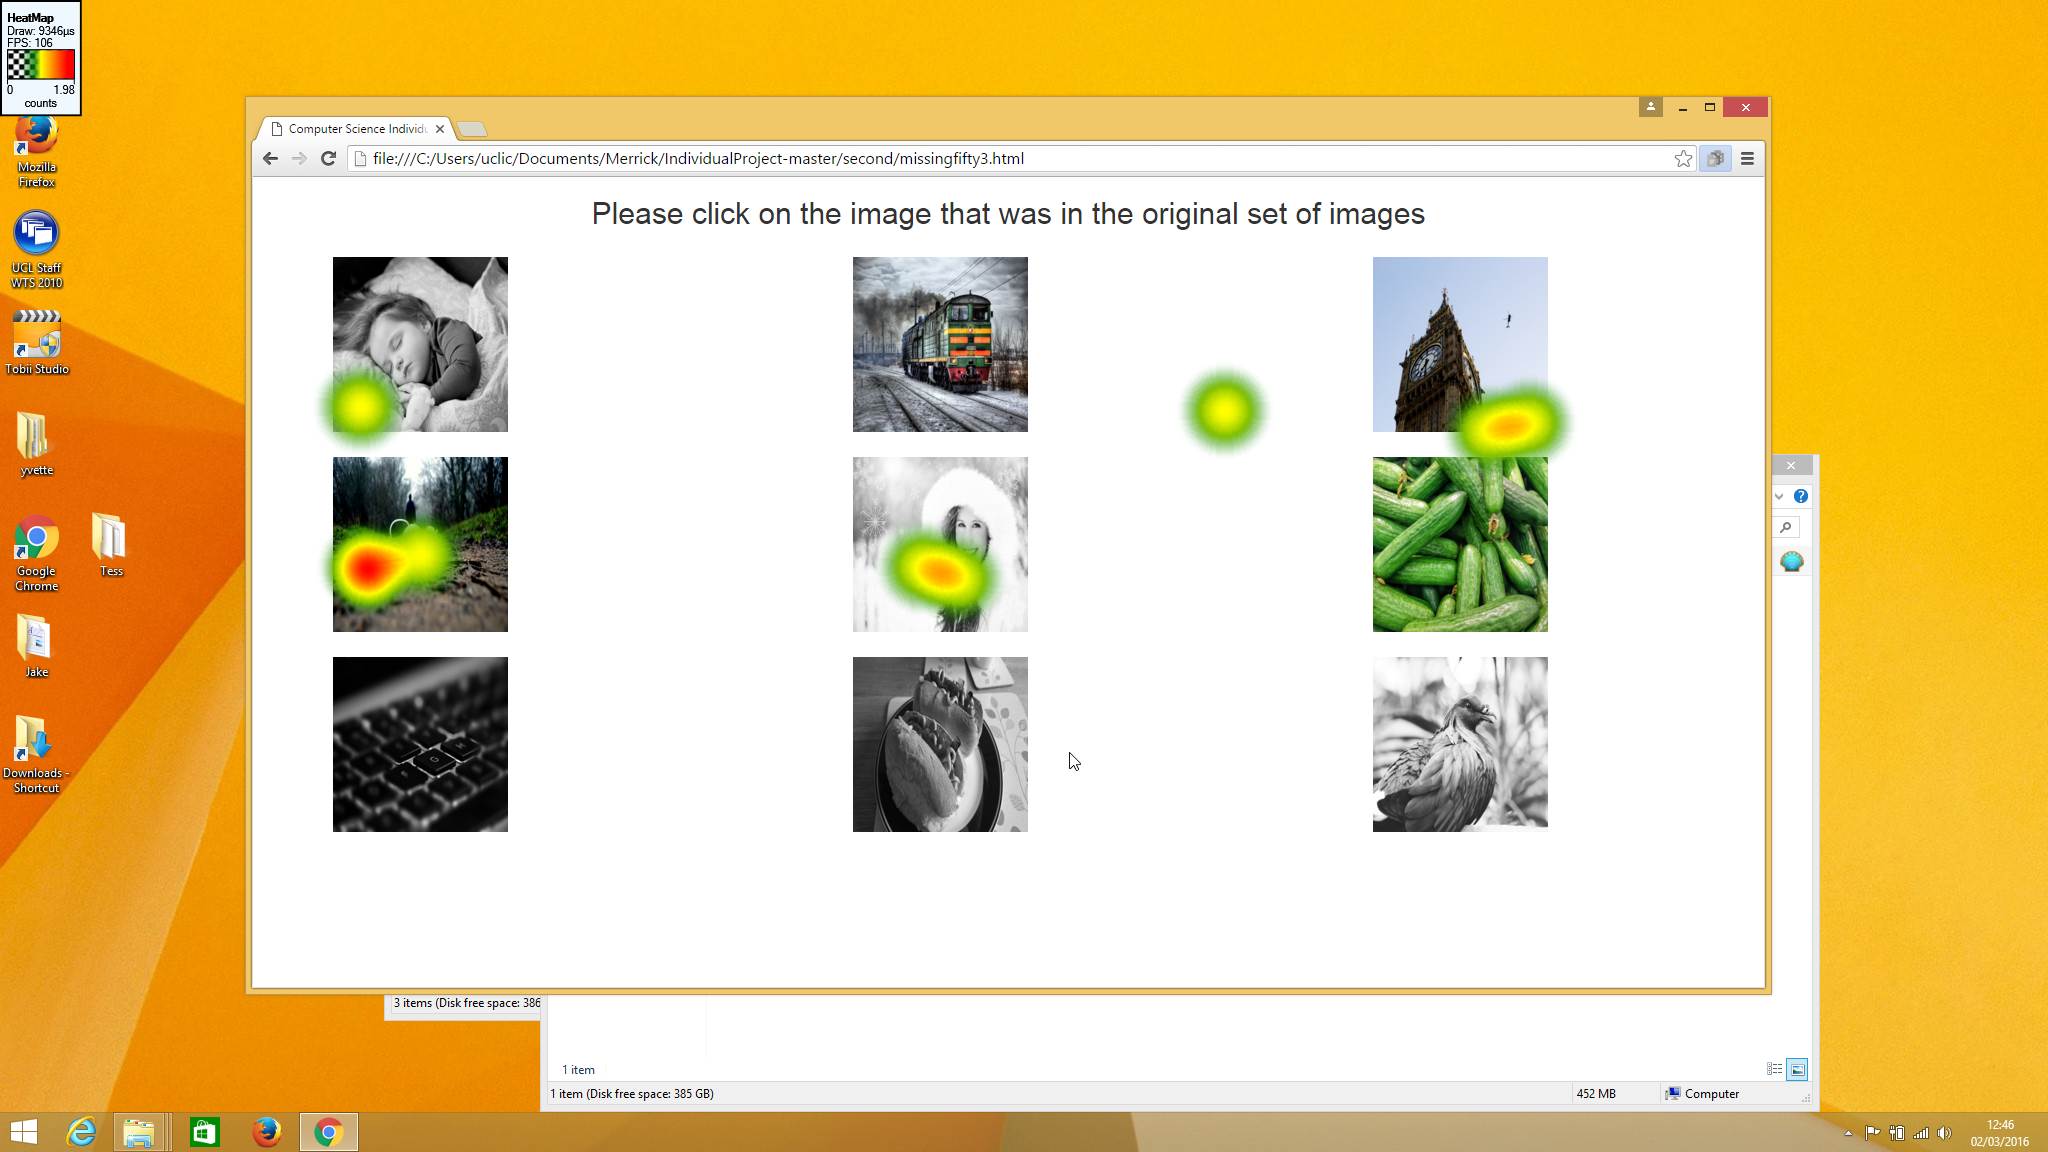 HeatMap
Draw: 9346µs
FPS: 106
0 1.98
counts
Mozilla
Firefox
UCL Staff
WTS 2010
Tobii Studio
yvette
Google
Chrome
Tess
Jake
Downloads -
Shortcut
Computer Science Individu
file:///C:/Users/uclic/Documents/Merrick/IndividualProject-master/second/missingfifty3.html
Please click on the image that was in the original set of images
3 items (Disk free space: 386
1 item
1 item (Disk free space: 385 GB)
452 MB
Computer
12:46
02/03/2016